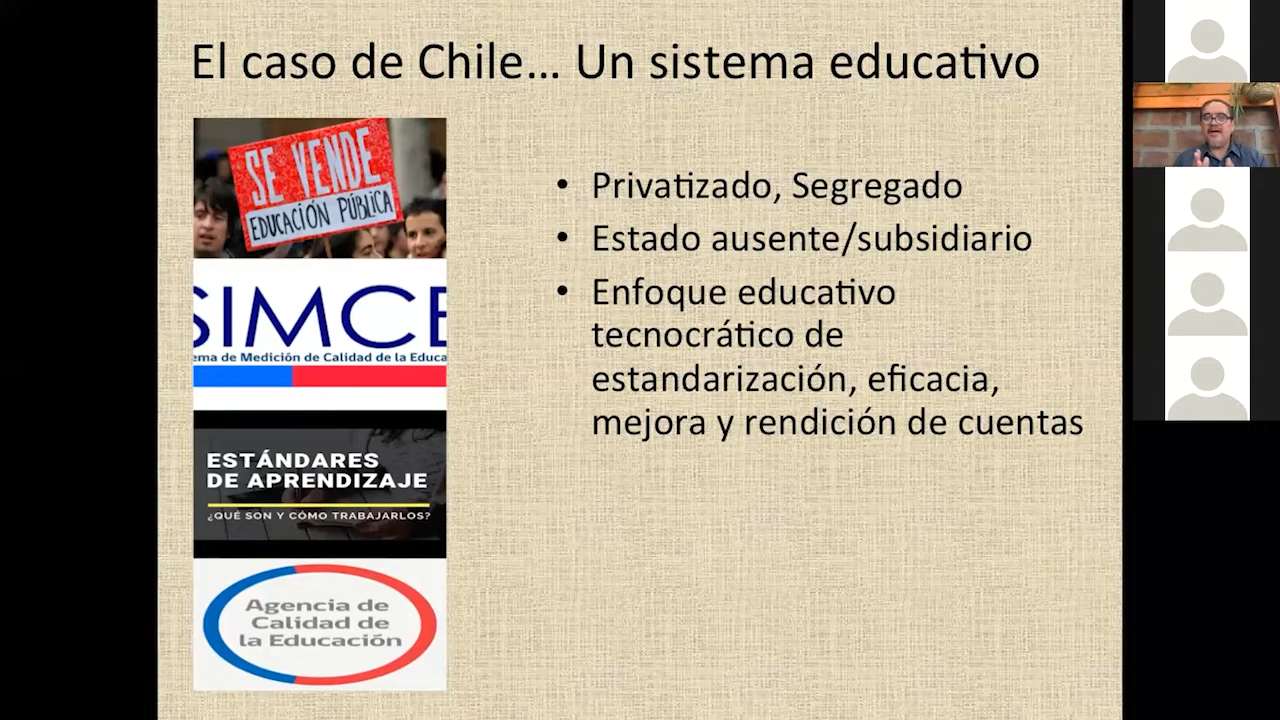 El caso de Chile... Un sistema educativo
SE VENDE
EDUCACIÓN PÚBLICA
SIMCE
ema de Medición de Calidad de la Educa
ESTÁNDARES
DE APRENDIZAJE
¿QUÉ SON Y CÓMO TRABAJARLOS?
Agencia de
Calidad de
la Educación
• Privatizado, Segregado
• Estado ausente/subsidiario
• Enfoque educativo
tecnocrático de
estandarización, eficacia,
mejora y rendición de cuentas